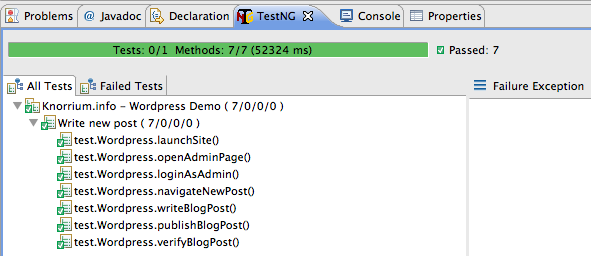 Problems @ Javadoc Declaration TestNG Console Properties
Tests: 0/1 Methods: 7/7 (52324 ms) Passed: 7
All Tests Failed Tests Failure Exception
Knorrium.info – Wordpress Demo ( 7/0/0/0 )
Write new post ( 7/0/0/0 )
test.Wordpress.launchSite()
test.Wordpress.openAdminPage()
test.Wordpress.loginAsAdmin()
test.Wordpress.navigateNewPost()
test.Wordpress.writeBlogPost()
test.Wordpress.publishBlogPost()
test.Wordpress.verifyBlogPost()